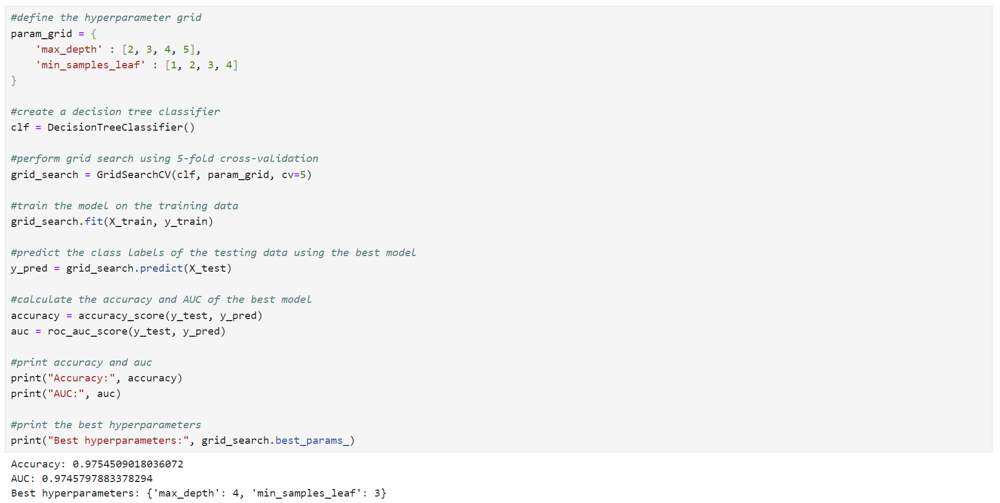 #define the hyperparameter grid
param_grid = {
    'max_depth' : [2, 3, 4, 5],
    'min_samples_leaf' : [1, 2, 3, 4]
}
#create a decision tree classifier
clf = DecisionTreeClassifier()
#perform grid search using 5-fold cross-validation
grid_search = GridSearchCV(clf, param_grid, cv=5)
#train the model on the training data
grid_search.fit(X_train, y_train)
#predict the class labels of the testing data using the best model
y_pred = grid_search.predict(X_test)
#calculate the accuracy and AUC of the best model
accuracy = accuracy_score(y_test, y_pred)
auc = roc_auc_score(y_test, y_pred)
#print accuracy and auc
print("Accuracy:", accuracy)
print("AUC:", auc)
#print the best hyperparameters
print("Best hyperparameters:", grid_search.best_params_)
Accuracy: 0.9754509018036072
AUC: 0.9745797883378294
Best hyperparameters: {'max_depth': 4, 'min_samples_leaf': 3}